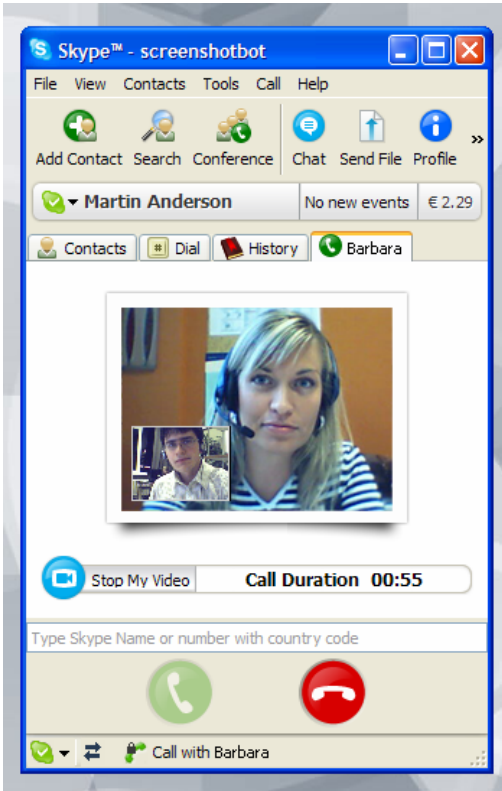 Skype™ - screenshotbot
File View Contacts Tools Call Help
Add Contact Search Conference Chat Send File Profile »
Martin Anderson No new events € 2.29
Contacts # Dial History Barbara
Stop My Video Call Duration 00:55
Type Skype Name or number with country code
Call with Barbara